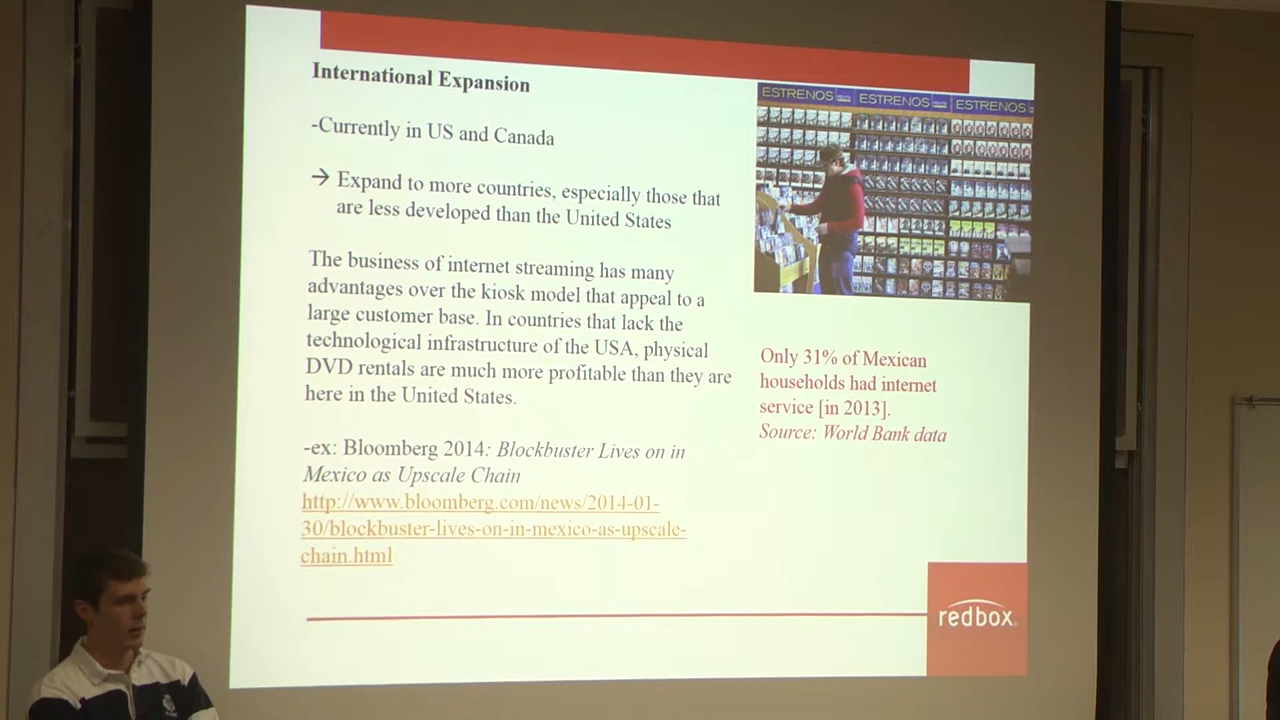 International Expansion
-Currently in US and Canada
→ Expand to more countries, especially those that
are less developed than the United States
The business of internet streaming has many
advantages over the kiosk model that appeal to a
large customer base. In countries that lack the
technological infrastructure of the USA, physical
DVD rentals are much more profitable than they are
here in the United States.
-ex: Bloomberg 2014: Blockbuster Lives on in
Mexico as Upscale Chain
http://www.bloomberg.com/news/2014-01-
30/blockbuster-lives-on-in-mexico-as-upscale-
chain.html
ESTRENOS ESTRENOS ESTRENOS
Only 31% of Mexican
households had internet
service [in 2013].
Source: World Bank data
redbox